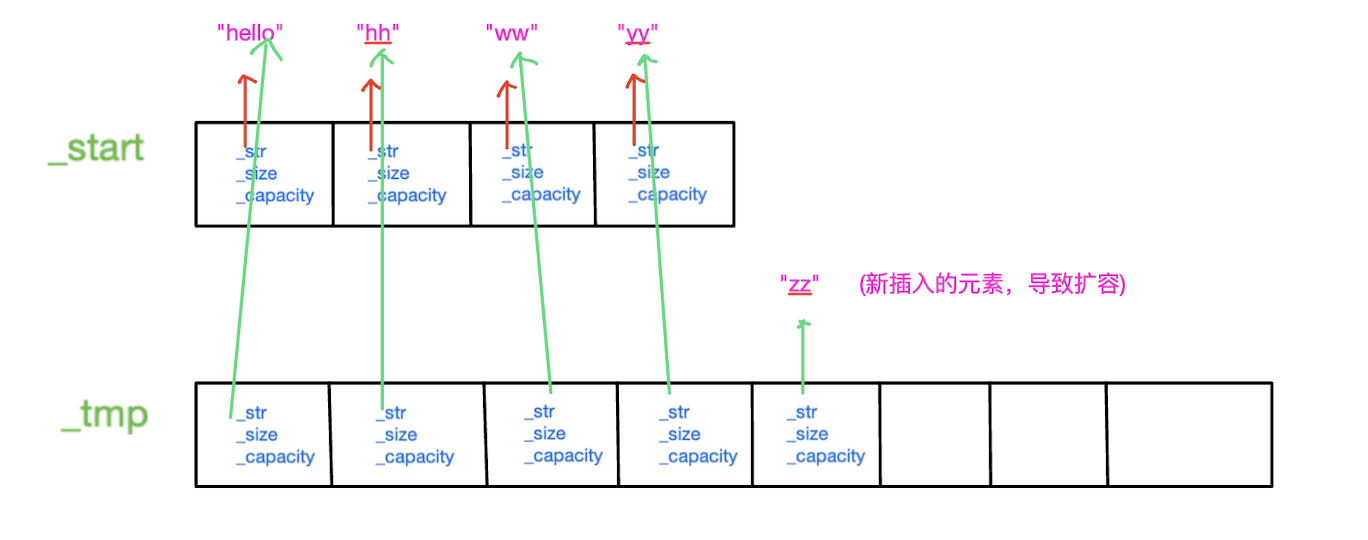 "hello" "hh" "ww" "yy"
_start
_str _str _str _str
_size _size _size _size
_capacity _capacity _capacity _capacity
"zz" (新插入的元素，导致扩容)
_tmp
_str _str _str _str _str
_size _size _size _size _size
_capacity _capacity _capacity _capacity _capacity